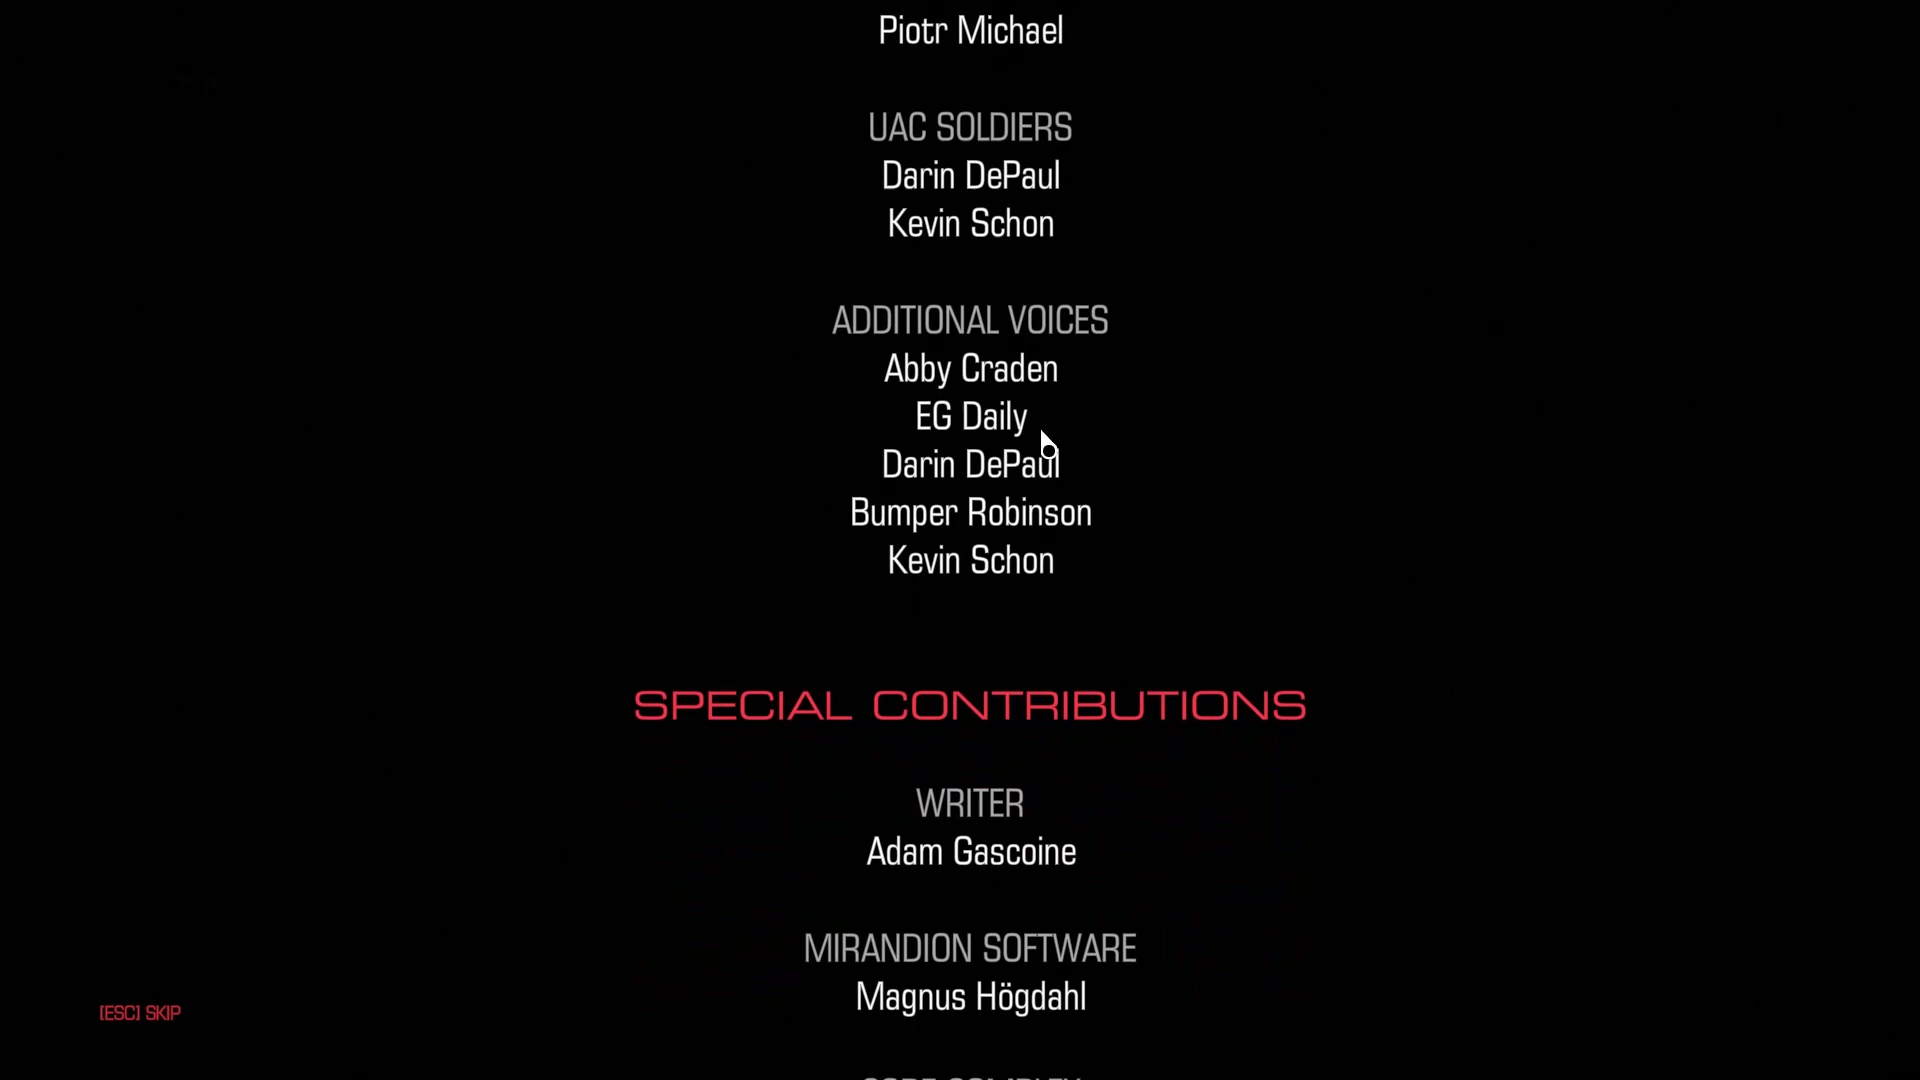 Piotr Michael
UAC SOLDIERS
Darin DePaul
Kevin Schon
ADDITIONAL VOICES
Abby Craden
EG Daily
Darin DePaul
Bumper Robinson
Kevin Schon
SPECIAL CONTRIBUTIONS
WRITER
Adam Gascoine
MIRANDION SOFTWARE
Magnus Högdahl
[ESC] SKIP